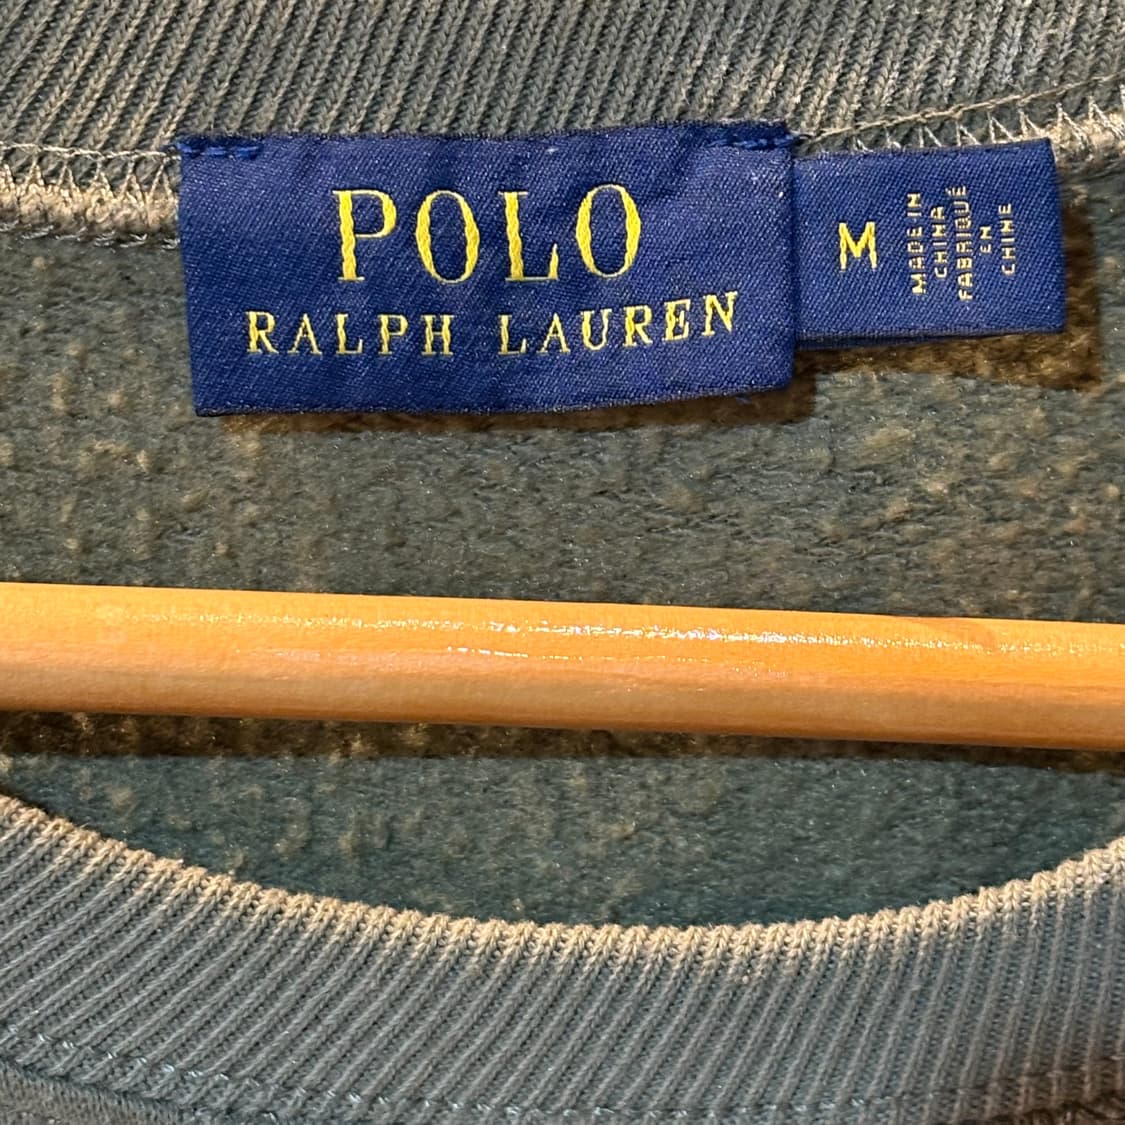 POLO
RALPH LAUREN
M
MADE IN
CHINA
FABRIQUÉ
EN
CHINE